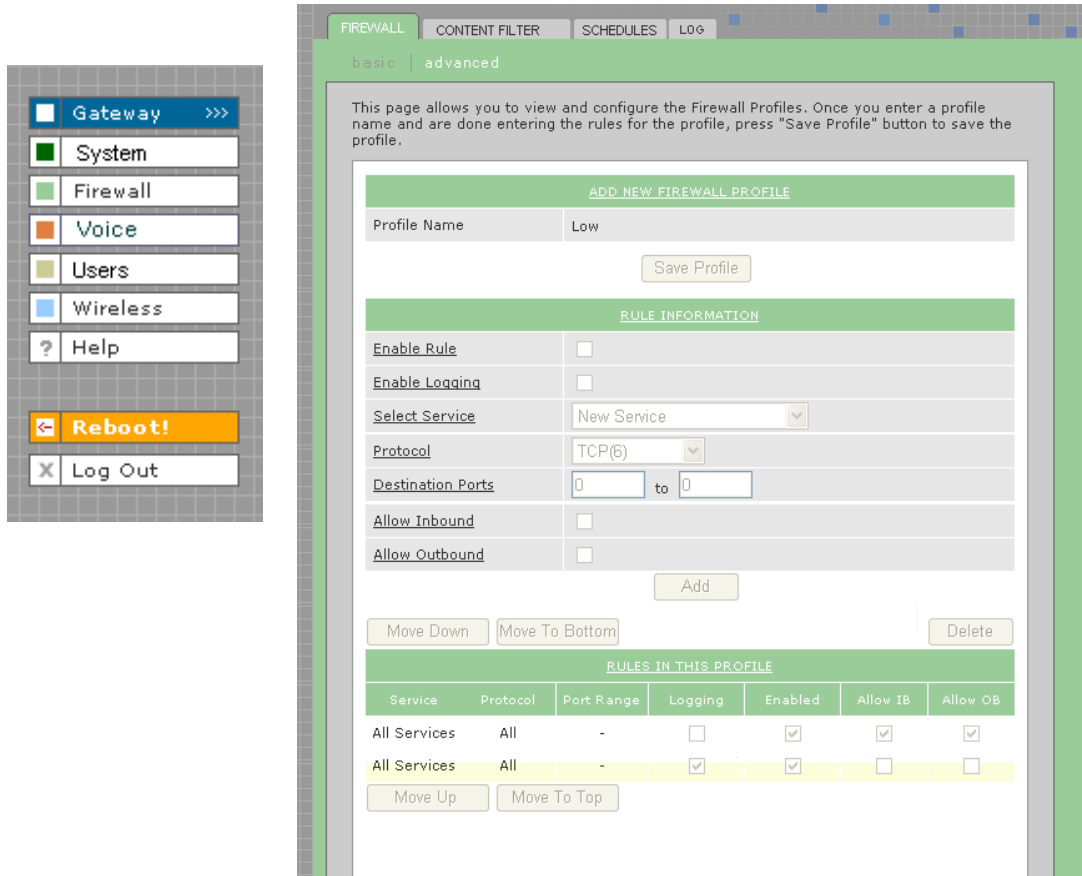 Gateway >>>
System
Firewall
Voice
Users
Wireless
? Help
Reboot!
X Log Out
FIREWALL CONTENT FILTER SCHEDULES LOG
basic | advanced
This page allows you to view and configure the Firewall Profiles. Once you enter a profile
name and are done entering the rules for the profile, press "Save Profile" button to save the
profile.
ADD NEW FIREWALL PROFILE
Profile Name Low
Save Profile
RULE INFORMATION
Enable Rule
Enable Logging
Select Service New Service
Protocol TCP(6)
Destination Ports 0 to 0
Allow Inbound
Allow Outbound
Add
Move Down Move To Bottom Delete
RULES IN THIS PROFILE
Service Protocol Port Range Logging Enabled Allow IB Allow OB
All Services All -
All Services All -
Move Up Move To Top